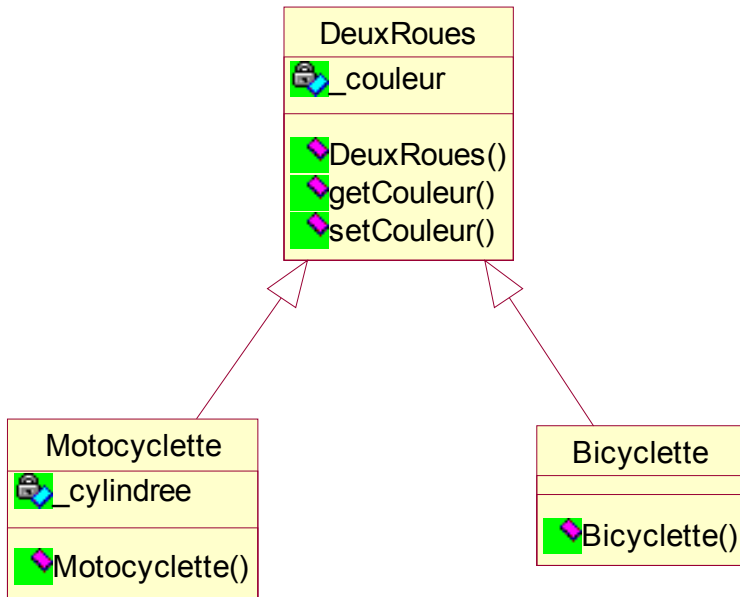 DeuxRoues
_couleur
DeuxRoues()
getCouleur()
setCouleur()
Motocyclette
_cylindree
Motocyclette()
Bicyclette
Bicyclette()